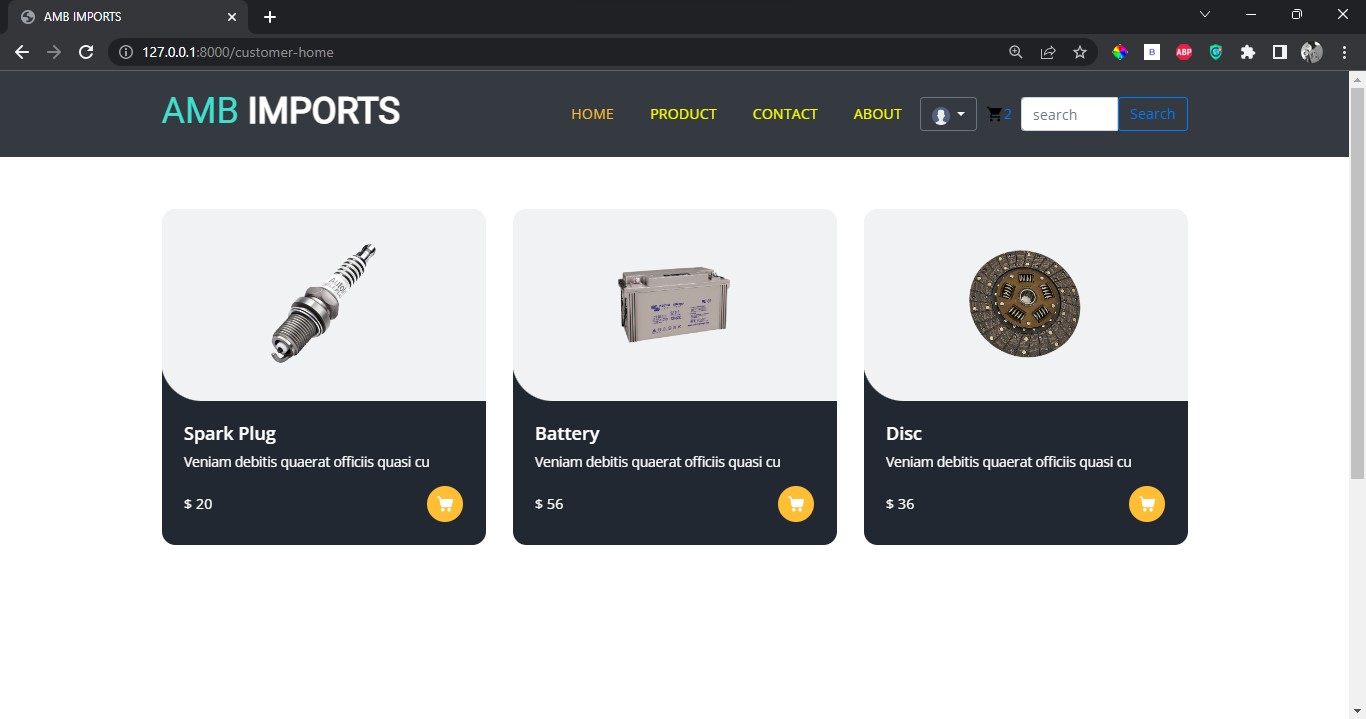 AMB IMPORTS
127.0.0.1:8000/customer-home
B
ABP
AMB IMPORTS
HOME PRODUCT CONTACT ABOUT 2 search Search
Spark Plug
Veniam debitis quaerat officiis quasi cu
$ 20
Battery
Veniam debitis quaerat officiis quasi cu
$ 56
Disc
Veniam debitis quaerat officiis quasi cu
$ 36